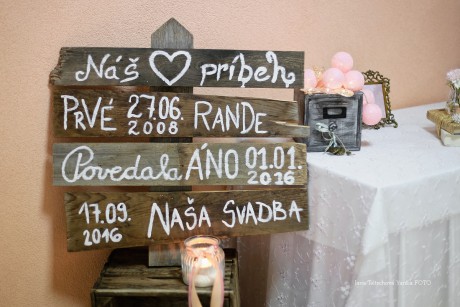 Náš príbeh
PrVÉ 27.06. 2008 RANDE
Povedala ÁNO 01.01. 2016
17.09. 2016 NAŠA SVADBA